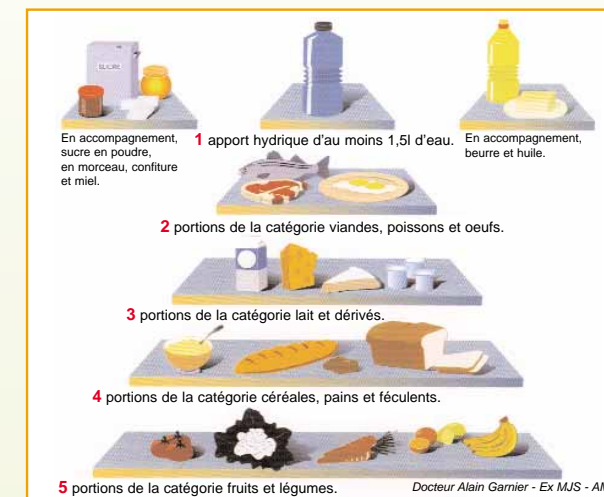 SUCRE
En accompagnement,
sucre en poudre,
en morceau, confiture
et miel.
1 apport hydrique d'au moins 1,5l d'eau.
En accompagnement,
beurre et huile.
2 portions de la catégorie viandes, poissons et oeufs.
3 portions de la catégorie lait et dérivés.
4 portions de la catégorie céréales, pains et féculents.
5 portions de la catégorie fruits et légumes.
Docteur Alain Garnier - Ex MJS - AM